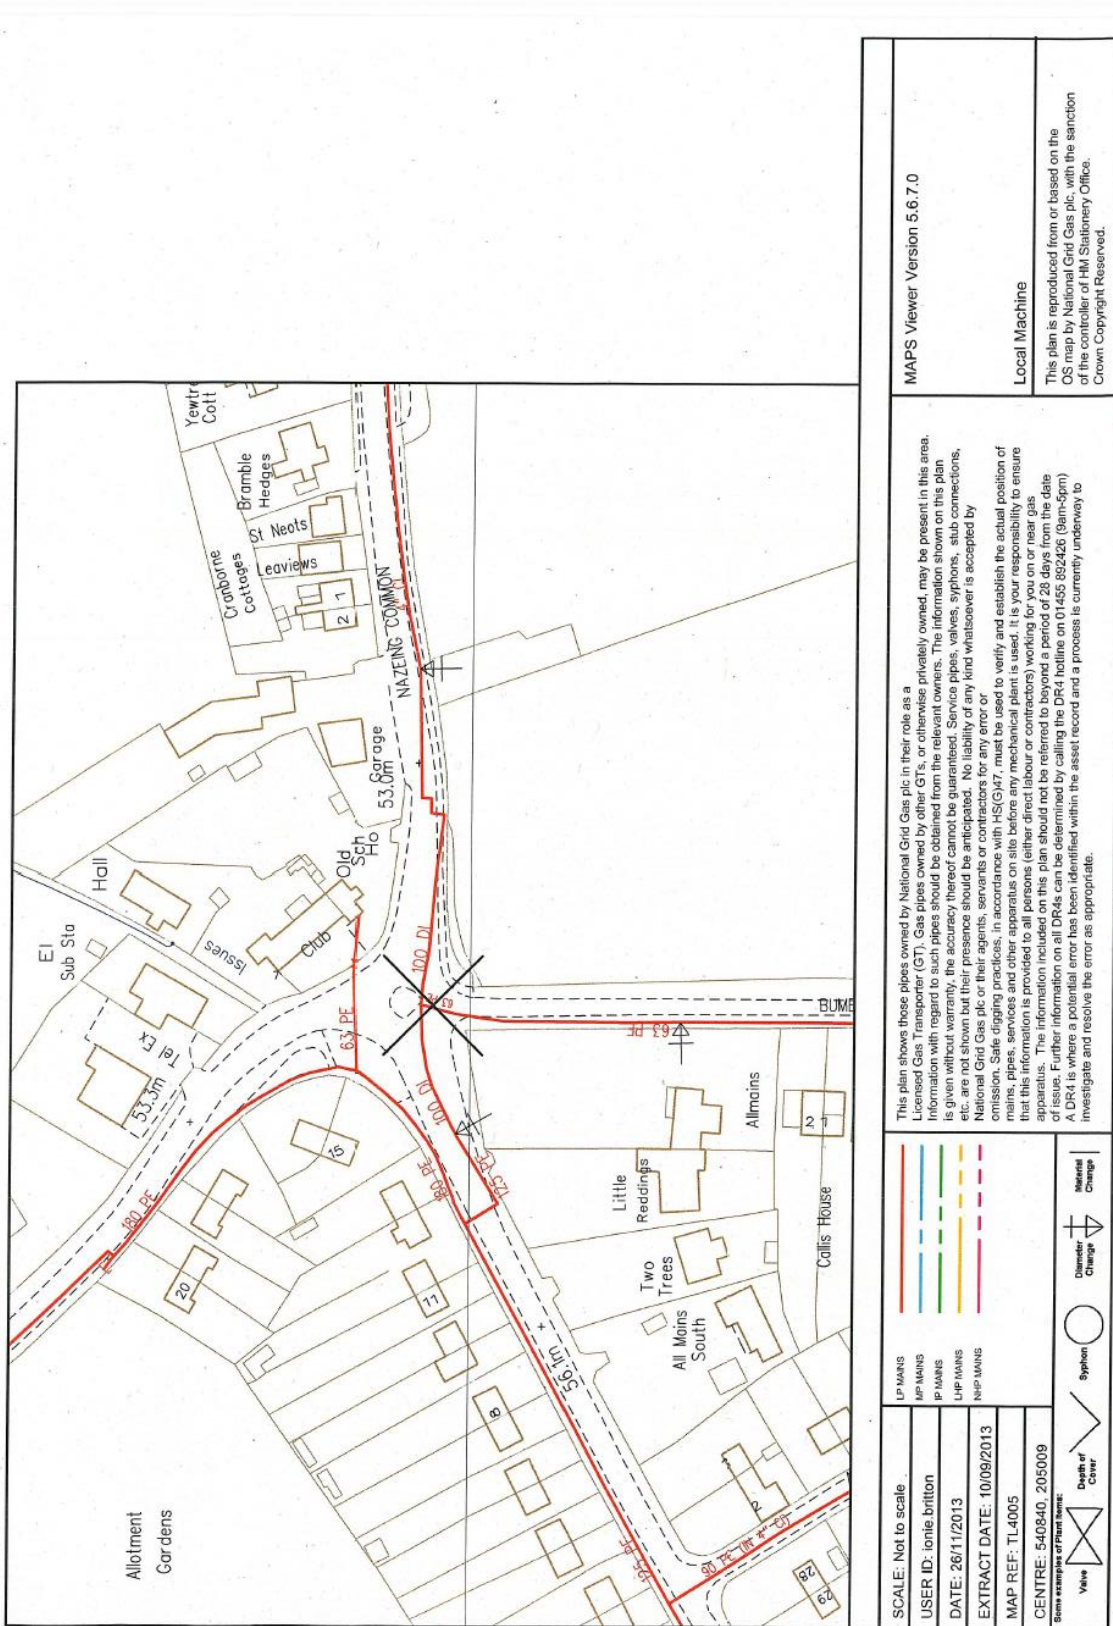 Allotment
Gardens
El
Sub Sta
Hall
Tel Ex
53.3m
Issues
Club
Old
Sch
Ho
Garage
53.0m
Cranborne
Cottages
2
1
Leaviews
St Neots
Bramble
Hedges
Yewtre
Cott
NAZEING COMMON
180 PE
63 PE
100 DI
63 PE
63 PE
100 DI
180 PE
125 PE
125 PE
20
15
11
8
56.1m
All Mains
South
Two
Trees
Little
Reddings
Allmains
Callis House
1
2
2
28
29
SCALE: Not to scale
USER ID: ionie.britton
DATE: 26/11/2013
EXTRACT DATE: 10/09/2013
MAP REF: TL4005
CENTRE: 540840, 205009
Some examples of Plant Items:
Valve
Depth of
Cover
Syphon
Diameter
Change
Material
Change
LP MAINS
MP MAINS
IP MAINS
LHP MAINS
NHP MAINS
This plan shows those pipes owned by National Grid Gas plc in their role as a
Licensed Gas Transporter (GT). Gas pipes owned by other GTs, or otherwise privately owned, may be present in this area.
Information with regard to such pipes should be obtained from the relevant owners. The information shown on this plan
is given without warranty, the accuracy thereof cannot be guaranteed. Service pipes, valves, syphons, stub connections,
etc. are not shown but their presence should be anticipated. No liability of any kind whatsoever is accepted by
National Grid Gas plc or their agents, servants or contractors for any error or
omission. Safe digging practices, in accordance with HS(G)47, must be used to verify and establish the actual position of
mains, pipes, services and other apparatus on site before any mechanical plant is used. It is your responsibility to ensure
that this information is provided to all persons (either direct labour or contractors) working for you on or near gas
apparatus. The information included on this plan should not be referred to beyond a period of 28 days from the date
of issue. Further information on all DR4s can be determined by calling the DR4 hotline on 01455 892426 (9am-5pm)
A DR4 is where a potential error has been identified within the asset record and a process is currently underway to
investigate and resolve the error as appropriate.
MAPS Viewer Version 5.6.7.0
Local Machine
This plan is reproduced from or based on the
OS map by National Grid Gas plc, with the sanction
of the controller of HM Stationery Office.
Crown Copyright Reserved.